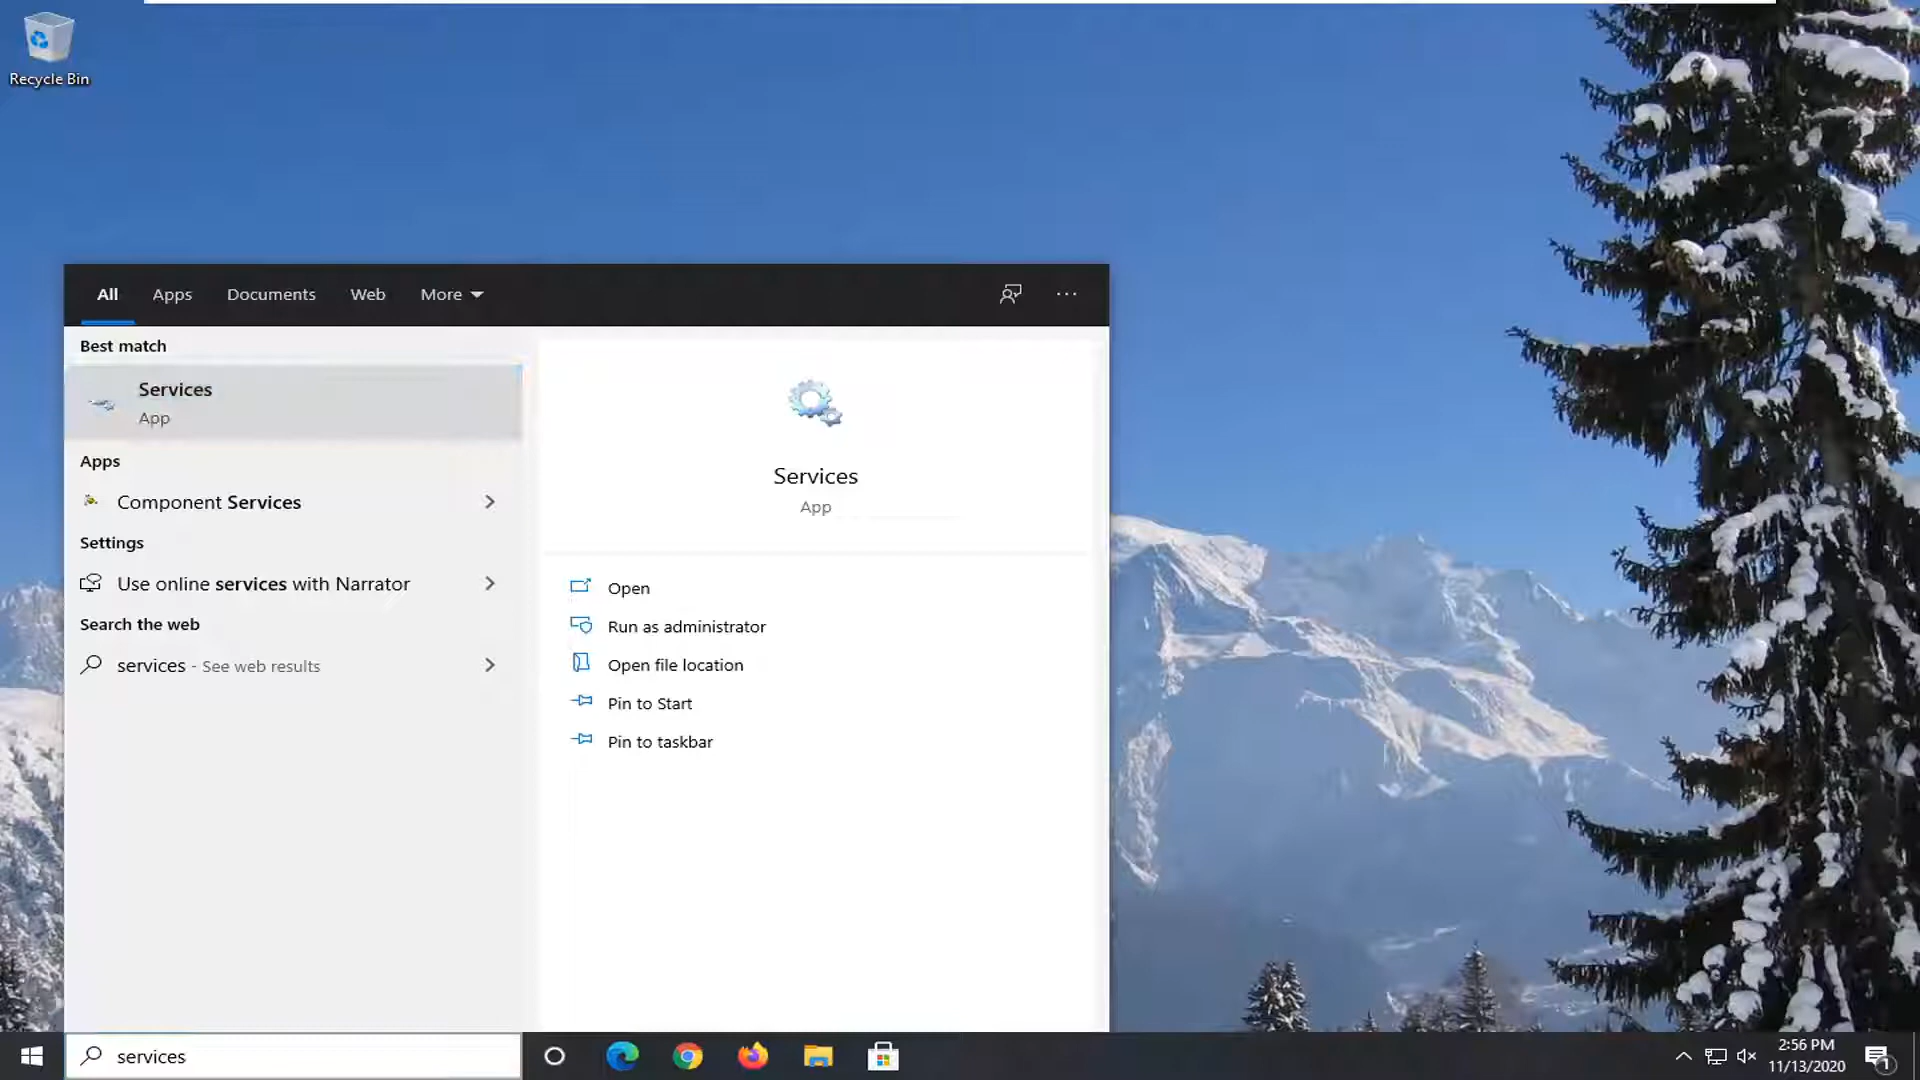 Recycle Bin
All Apps Documents Web More
Best match
Services
App
Apps
Component Services
Settings
Use online services with Narrator
Search the web
services - See web results
Services
App
Open
Run as administrator
Open file location
Pin to Start
Pin to taskbar
services
2:56 PM
11/13/2020
1